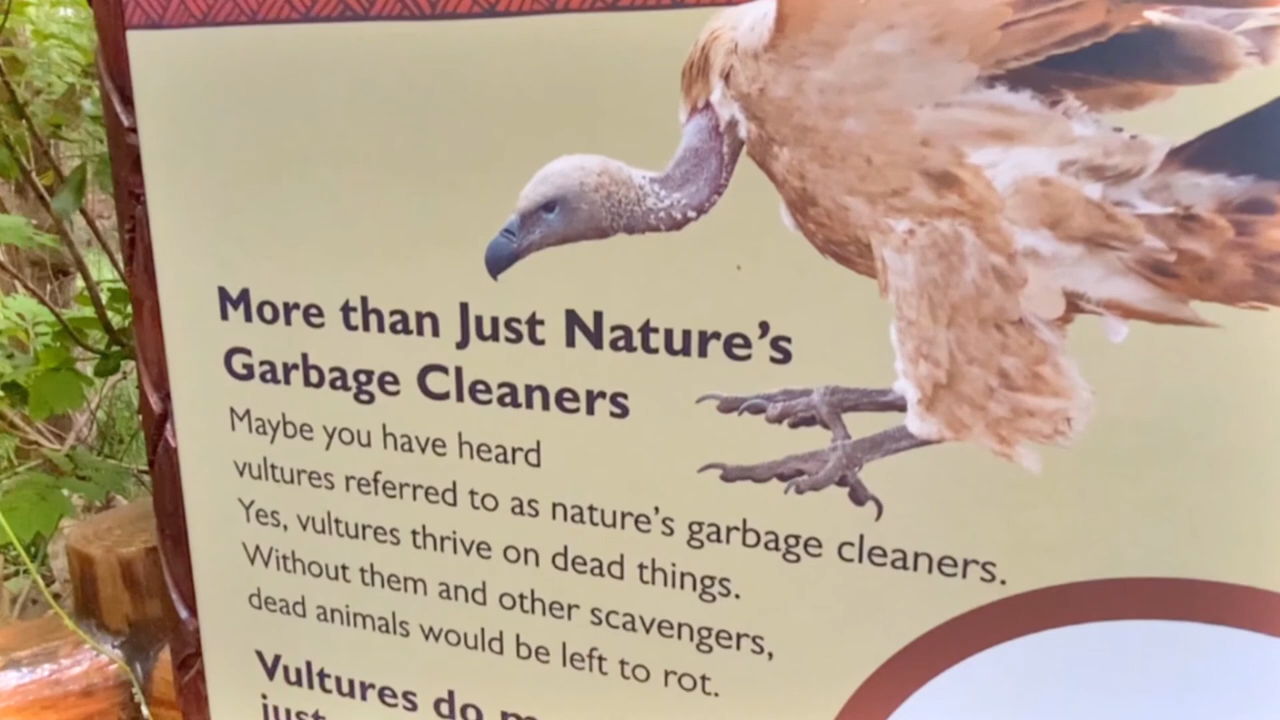 More than Just Nature's
Garbage Cleaners
Maybe you have heard
vultures referred to as nature's garbage cleaners.
Yes, vultures thrive on dead things.
Without them and other scavengers,
dead animals would be left to rot.
Vultures do
just